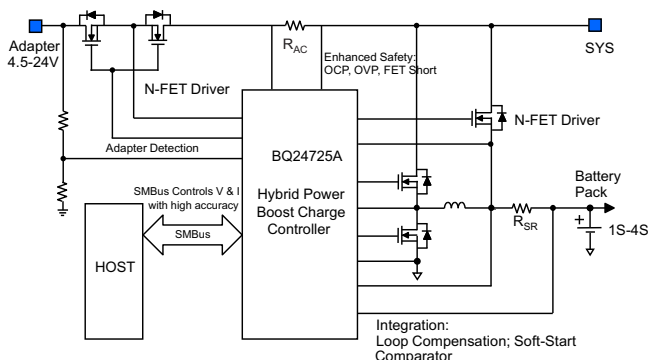 Adapter
4.5-24V
R_AC
SYS
Enhanced Safety:
OCP, OVP, FET Short
N-FET Driver
N-FET Driver
Adapter Detection
BQ24725A
Hybrid Power
Boost Charge
Controller
SMBus Controls V & I
with high accuracy
SMBus
HOST
Battery
Pack
R_SR
+
1S-4S
Integration:
Loop Compensation; Soft-Start
Comparator